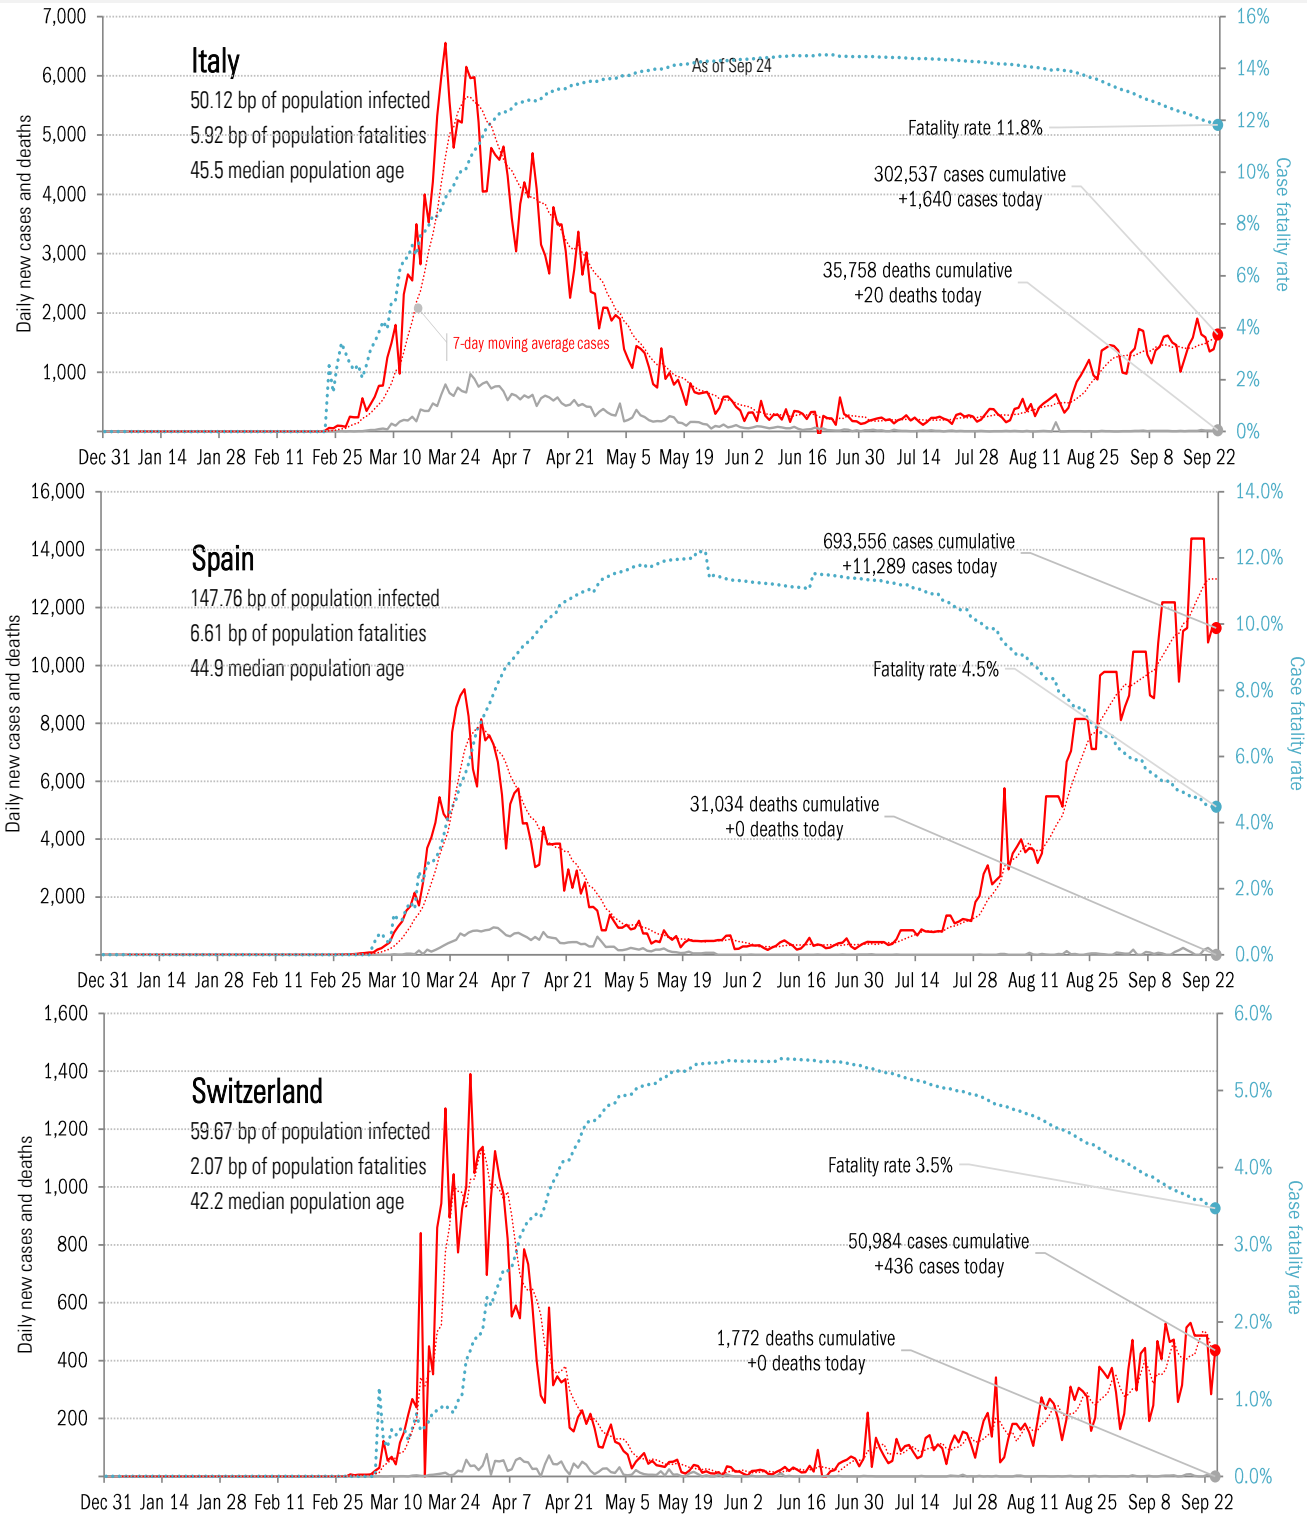 7,000
16%
Italy
As of Sep 24
14%
6,000
50.12 bp of population infected
5,000
5.92 bp of population fatalities
Fatality rate 11.8%
12%
45.5 median population age
302,537 cases cumulative
+1,640 cases today
10%
4,000
8%
3,000
35,758 deaths cumulative
+20 deaths today
6%
2,000
4%
7-day moving average cases
1,000
2%
0%
Daily new cases and deaths
Case fatality rate
Dec 31 Jan 14 Jan 28 Feb 11 Feb 25 Mar 10 Mar 24 Apr 7 Apr 21 May 5 May 19 Jun 2 Jun 16 Jun 30 Jul 14 Jul 28 Aug 11 Aug 25 Sep 8 Sep 22
16,000
14.0%
693,556 cases cumulative
+11,289 cases today
14,000
Spain
12.0%
147.76 bp of population infected
12,000
6.61 bp of population fatalities
10.0%
44.9 median population age
10,000
Fatality rate 4.5%
8.0%
8,000
6.0%
6,000
31,034 deaths cumulative
+0 deaths today
4.0%
4,000
2,000
2.0%
0.0%
Daily new cases and deaths
Case fatality rate
Dec 31 Jan 14 Jan 28 Feb 11 Feb 25 Mar 10 Mar 24 Apr 7 Apr 21 May 5 May 19 Jun 2 Jun 16 Jun 30 Jul 14 Jul 28 Aug 11 Aug 25 Sep 8 Sep 22
1,600
6.0%
1,400
Switzerland
5.0%
1,200
59.67 bp of population infected
2.07 bp of population fatalities
Fatality rate 3.5%
4.0%
1,000
42.2 median population age
800
50,984 cases cumulative
+436 cases today
3.0%
600
1,772 deaths cumulative
+0 deaths today
2.0%
400
1.0%
200
0.0%
Daily new cases and deaths
Case fatality rate
Dec 31 Jan 14 Jan 28 Feb 11 Feb 25 Mar 10 Mar 24 Apr 7 Apr 21 May 5 May 19 Jun 2 Jun 16 Jun 30 Jul 14 Jul 28 Aug 11 Aug 25 Sep 8 Sep 22